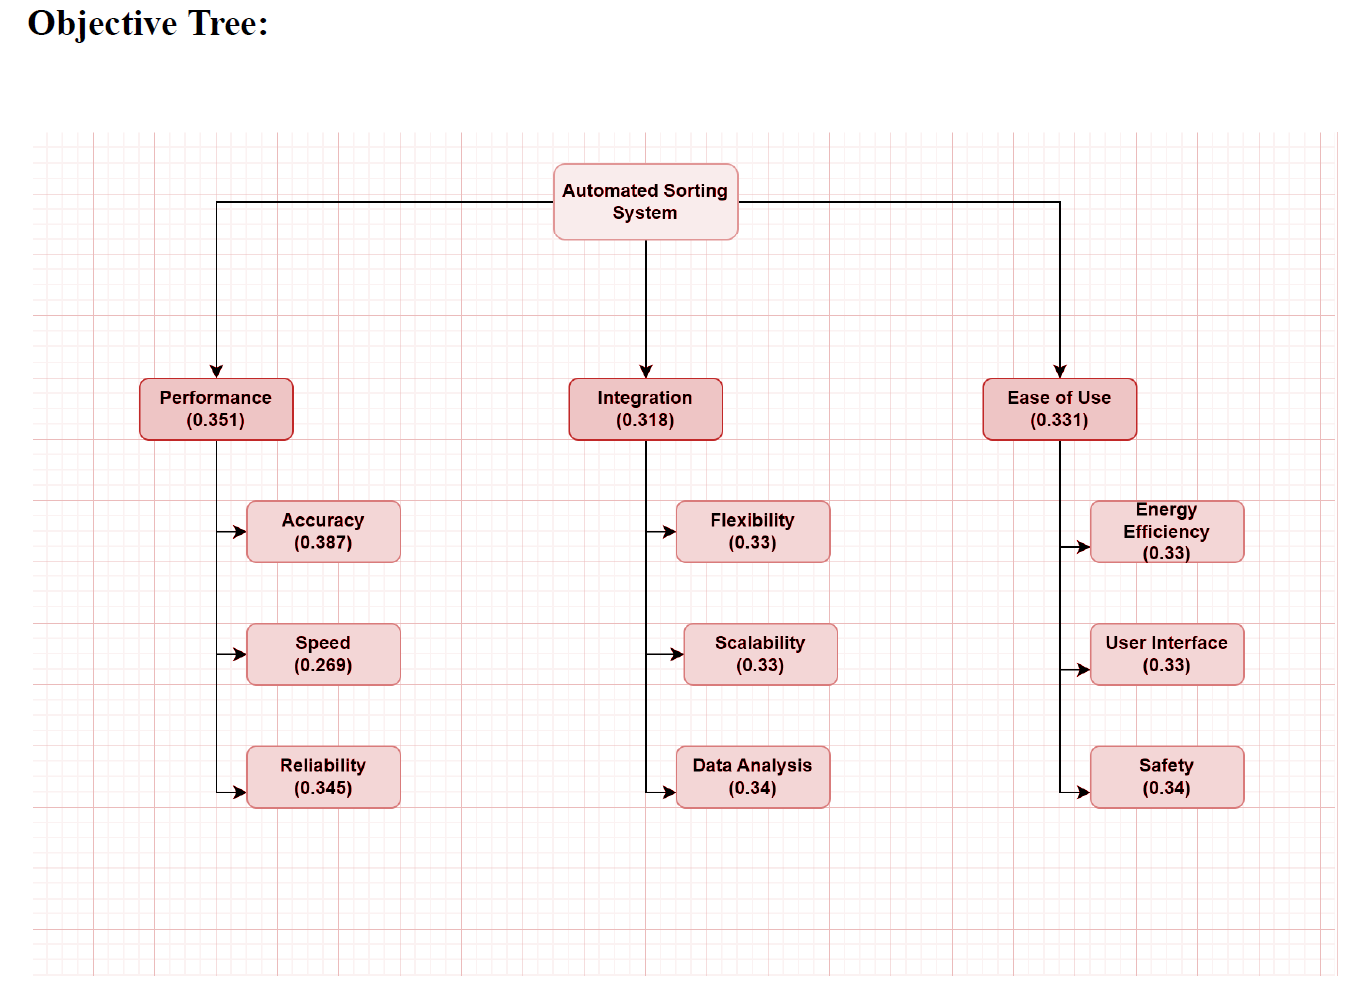 Objective Tree:
Automated Sorting
System
Performance
(0.351)
Integration
(0.318)
Ease of Use
(0.331)
Accuracy
(0.387)
Flexibility
(0.33)
Energy
Efficiency
(0.33)
Speed
(0.269)
Scalability
(0.33)
User Interface
(0.33)
Reliability
(0.345)
Data Analysis
(0.34)
Safety
(0.34)